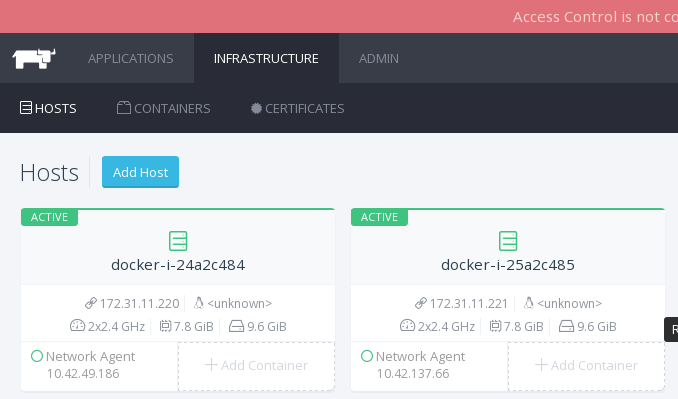 Access Control is not co
APPLICATIONS INFRASTRUCTURE ADMIN
HOSTS CONTAINERS CERTIFICATES
Hosts Add Host
ACTIVE ACTIVE
docker-i-24a2c484 docker-i-25a2c485
172.31.11.220 <unknown> 172.31.11.221 <unknown>
2x2.4 GHz 7.8 GiB 9.6 GiB 2x2.4 GHz 7.8 GiB 9.6 GiB
Network Agent + Add Container Network Agent + Add Container
10.42.49.186 10.42.137.66
R